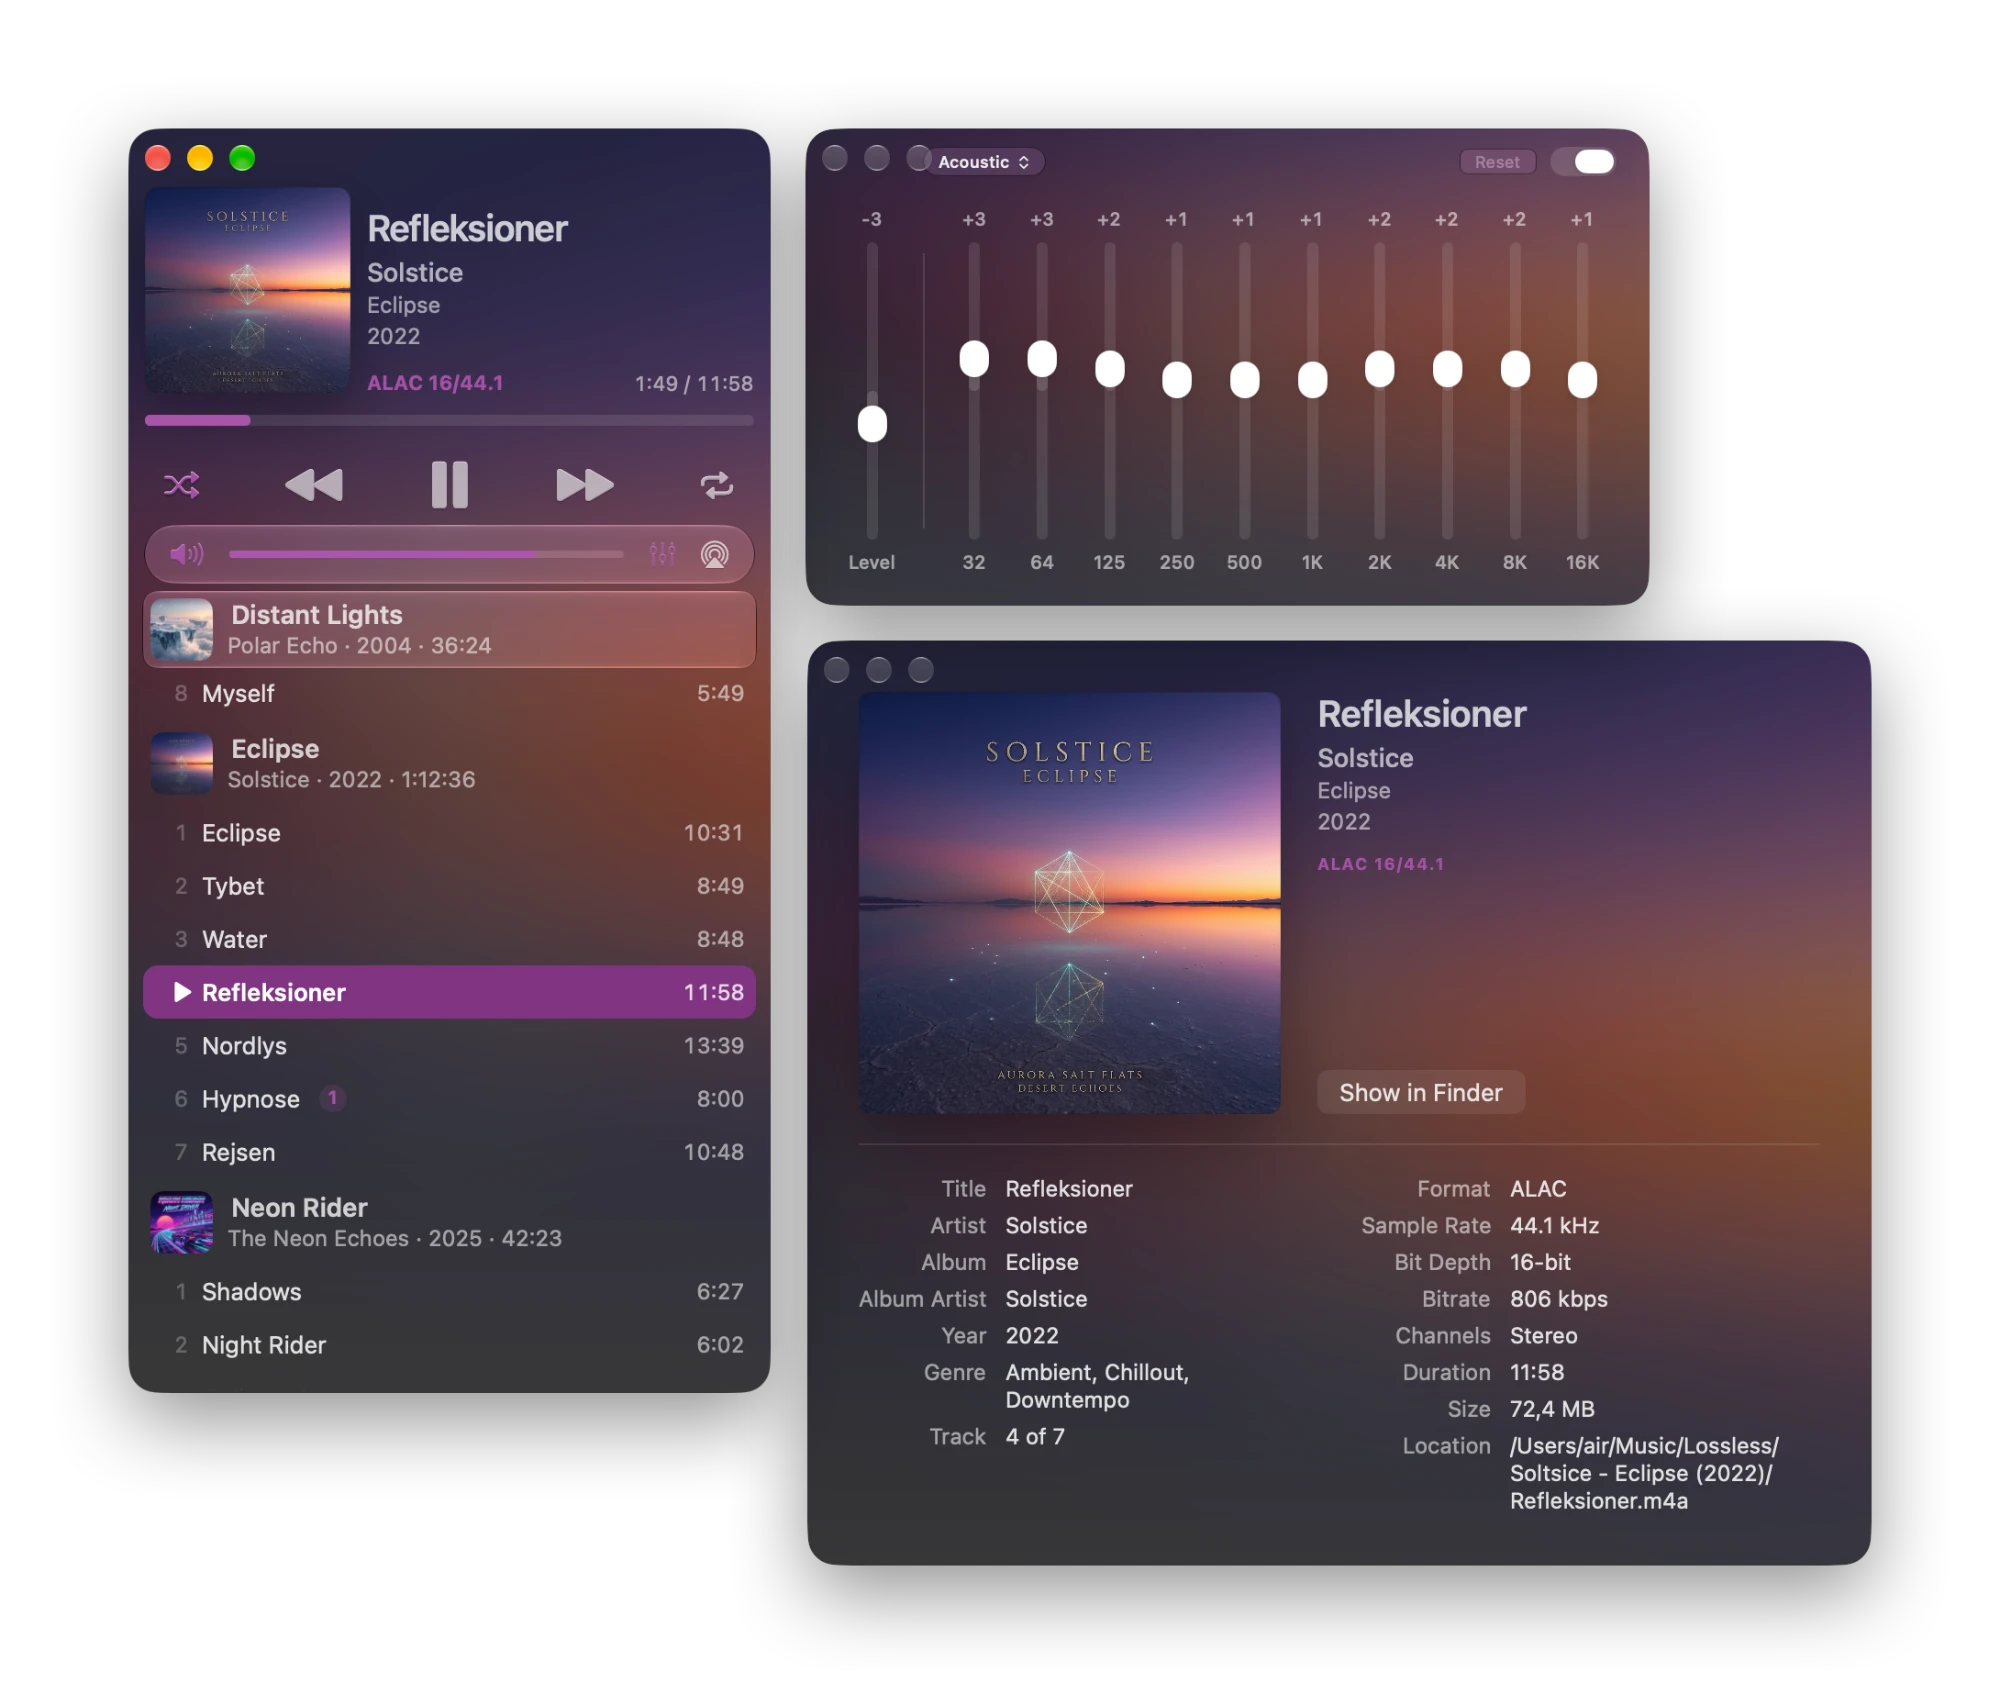 SOLSTICE
ECLIPSE
Refleksioner
Solstice
Eclipse
2022
ALAC 16/44.1
1:49 / 11:58
Distant Lights
Polar Echo · 2004 · 36:24
8 Myself 5:49
Eclipse
Solstice · 2022 · 1:12:36
1 Eclipse 10:31
2 Tybet 8:49
3 Water 8:48
Refleksioner 11:58
5 Nordlys 13:39
6 Hypnose 1 8:00
7 Rejsen 10:48
Neon Rider
The Neon Echoes · 2025 · 42:23
1 Shadows 6:27
2 Night Rider 6:02
Acoustic Reset
-3 +3 +3 +2 +1 +1 +1 +2 +2 +2 +1
Level 32 64 125 250 500 1K 2K 4K 8K 16K
SOLSTICE
ECLIPSE
AURORA SALT FLATS
DESERT ECHOES
Refleksioner
Solstice
Eclipse
2022
ALAC 16/44.1
Show in Finder
Title Refleksioner
Artist Solstice
Album Eclipse
Album Artist Solstice
Year 2022
Genre Ambient, Chillout,
Downtempo
Track 4 of 7
Format ALAC
Sample Rate 44.1 kHz
Bit Depth 16-bit
Bitrate 806 kbps
Channels Stereo
Duration 11:58
Size 72,4 MB
Location /Users/air/Music/Lossless/
Soltsice - Eclipse (2022)/
Refleksioner.m4a